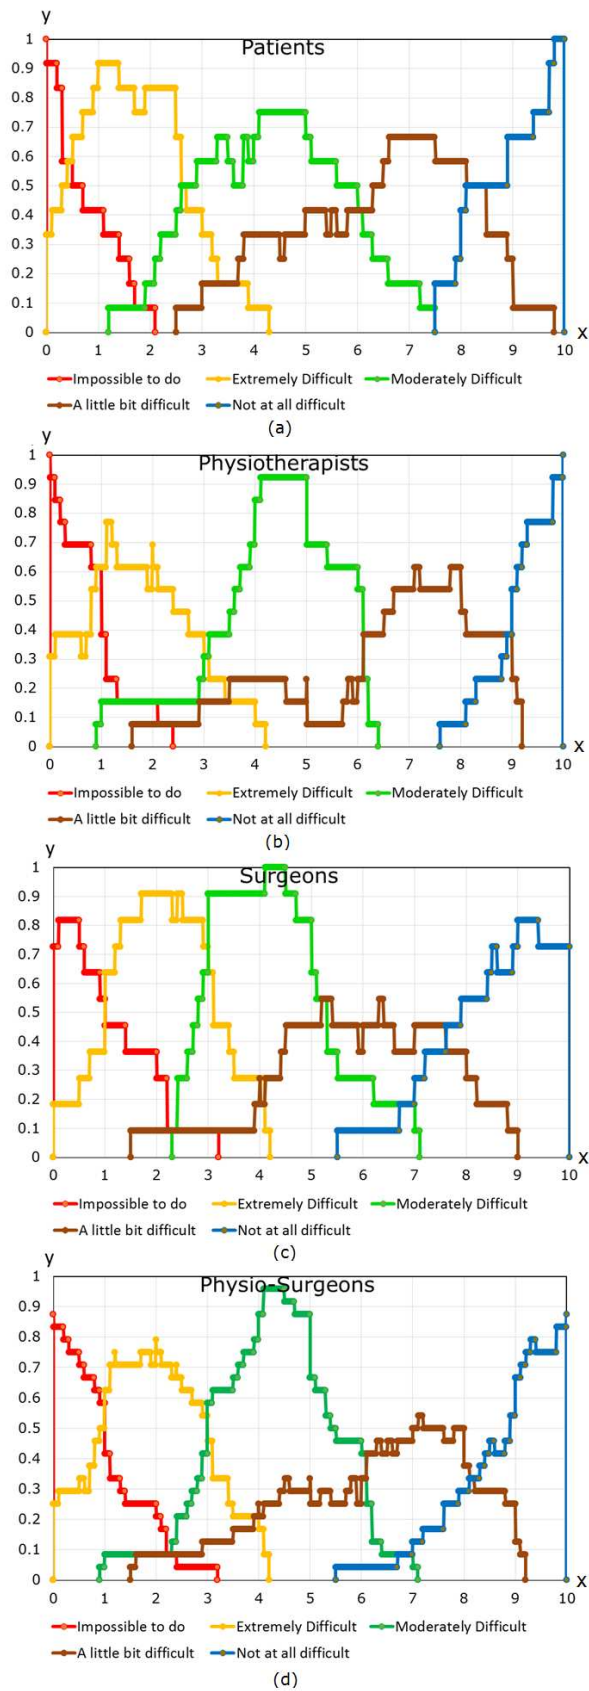 y
Patients
1
0.9
0.8
0.7
0.6
0.5
0.4
0.3
0.2
0.1
0
0 1 2 3 4 5 6 7 8 9 10 x
Impossible to do Extremely Difficult Moderately Difficult
A little bit difficult Not at all difficult
(a)
y
Physiotherapists
1
0.9
0.8
0.7
0.6
0.5
0.4
0.3
0.2
0.1
0
0 1 2 3 4 5 6 7 8 9 10 x
Impossible to do Extremely Difficult Moderately Difficult
A little bit difficult Not at all difficult
(b)
y
Surgeons
1
0.9
0.8
0.7
0.6
0.5
0.4
0.3
0.2
0.1
0
0 1 2 3 4 5 6 7 8 9 10 x
Impossible to do Extremely Difficult Moderately Difficult
A little bit difficult Not at all difficult
(c)
y
Physio-Surgeons
1
0.9
0.8
0.7
0.6
0.5
0.4
0.3
0.2
0.1
0
0 1 2 3 4 5 6 7 8 9 10 x
Impossible to do Extremely Difficult Moderately Difficult
A little bit difficult Not at all difficult
(d)